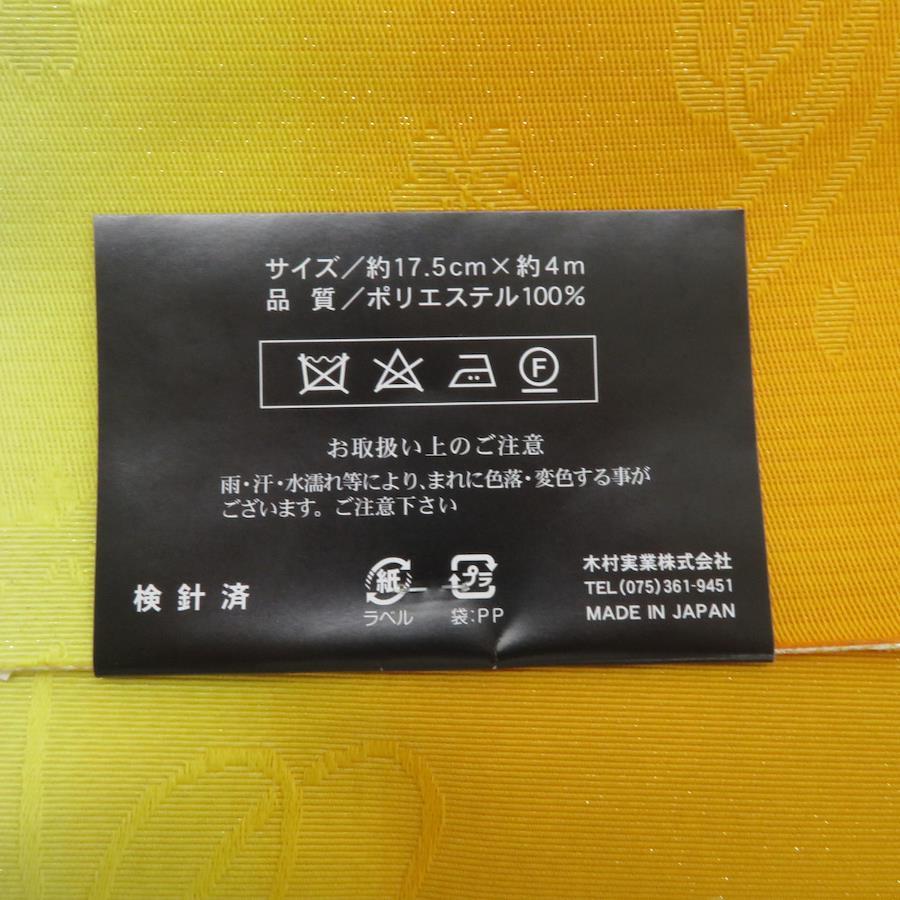 サイズ／約17.5cm×約4m
品 質／ポリエステル100%
F
お取扱い上のご注意
雨・汗・水濡れ等により、まれに色落・変色する事が
ございます。ご注意下さい
検針済
紙
ラベル
プラ
袋:PP
木村実業株式会社
TEL(075)361-9451
MADE IN JAPAN